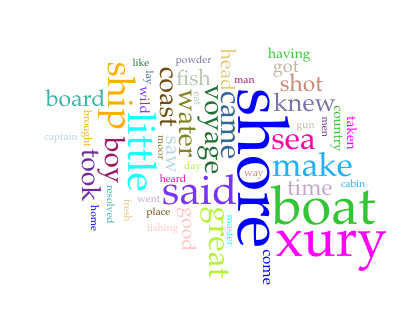 like
powder
having
lay
fish
head
got
man
shot
board
ship
wild
coast
eat
came
knew
captain
brought
little
water
voyage
shore
gun
men
country
taken
boy
moor
saw
day
sea
took
said
way
make
heard
time
cabin
home
resolved
fresh
went
place
good
great
master
boat
fishing
xury
come